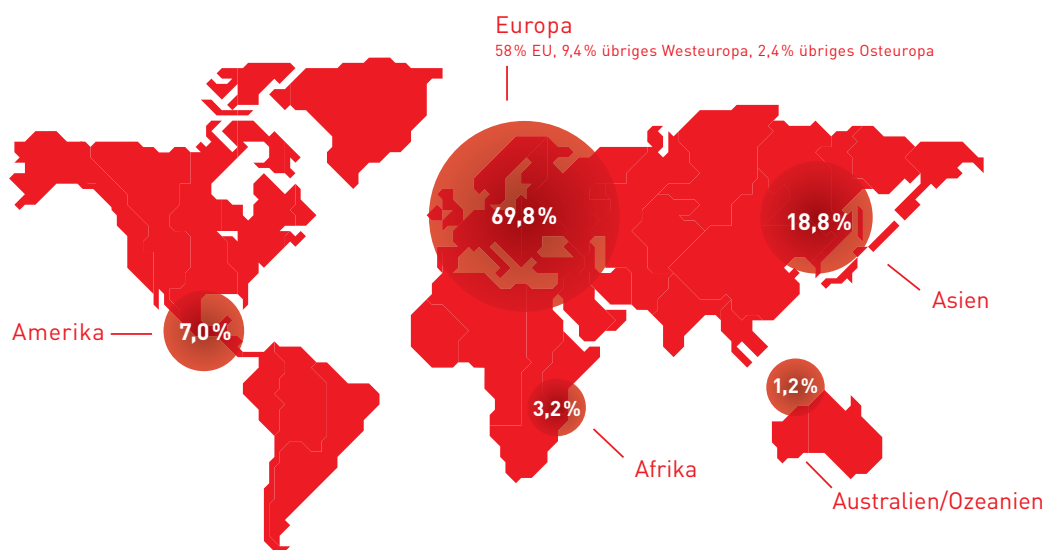 Europa
58% EU, 9,4% übriges Westeuropa, 2,4% übriges Osteuropa
69,8%
18,8%
Asien
Amerika
7,0%
1,2%
3,2%
Afrika
Australien/Ozeanien